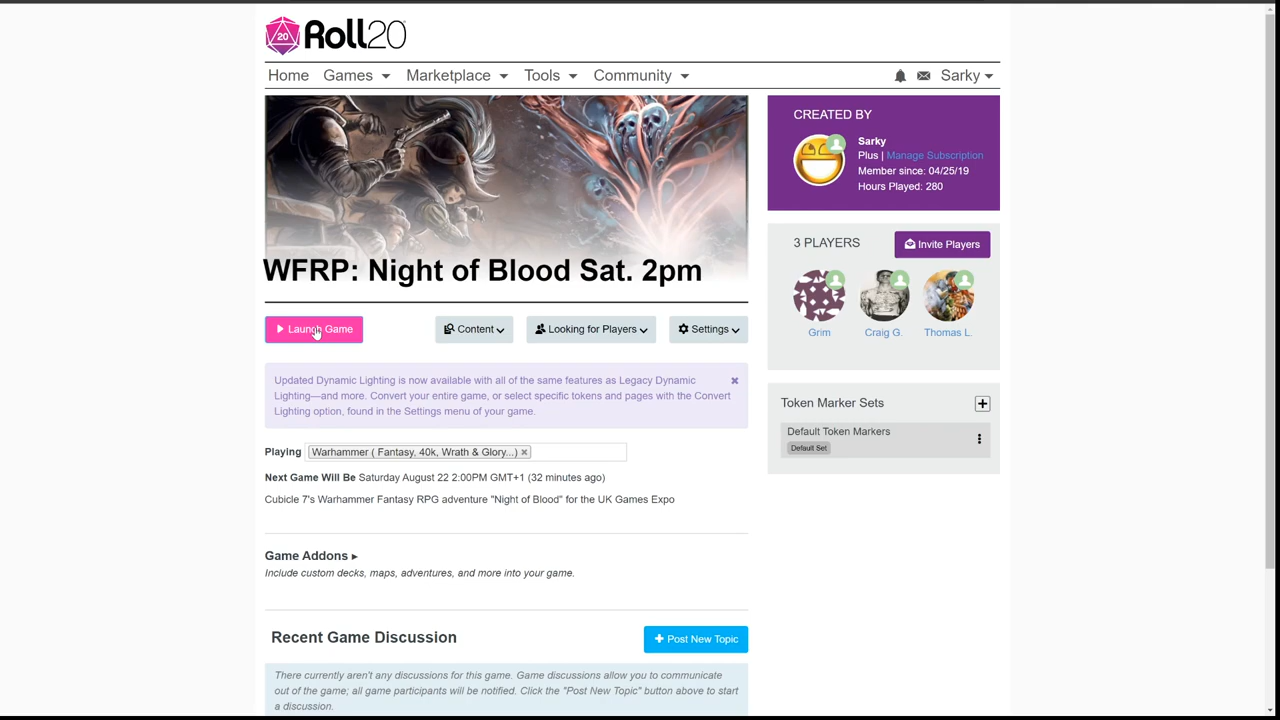 20 Roll20
Home Games Marketplace Tools Community Sarky
CREATED BY
Sarky
Plus | Manage Subscription
Member since: 04/25/19
Hours Played: 280
WFRP: Night of Blood Sat. 2pm
3 PLAYERS Invite Players
Grim Craig G. Thomas L.
Launch Game Content Looking for Players Settings
Updated Dynamic Lighting is now available with all of the same features as Legacy Dynamic
Lighting—and more. Convert your entire game, or select specific tokens and pages with the Convert
Lighting option, found in the Settings menu of your game.
Token Marker Sets
Default Token Markers
Default Set
Playing Warhammer ( Fantasy, 40k, Wrath & Glory...) ×
Next Game Will Be Saturday August 22 2:00PM GMT+1 (32 minutes ago)
Cubicle 7's Warhammer Fantasy RPG adventure "Night of Blood" for the UK Games Expo
Game Addons ▸
Include custom decks, maps, adventures, and more into your game.
Recent Game Discussion + Post New Topic
There currently aren't any discussions for this game. Game discussions allow you to communicate
out of the game; all game participants will be notified. Click the "Post New Topic" button above to start
a discussion.